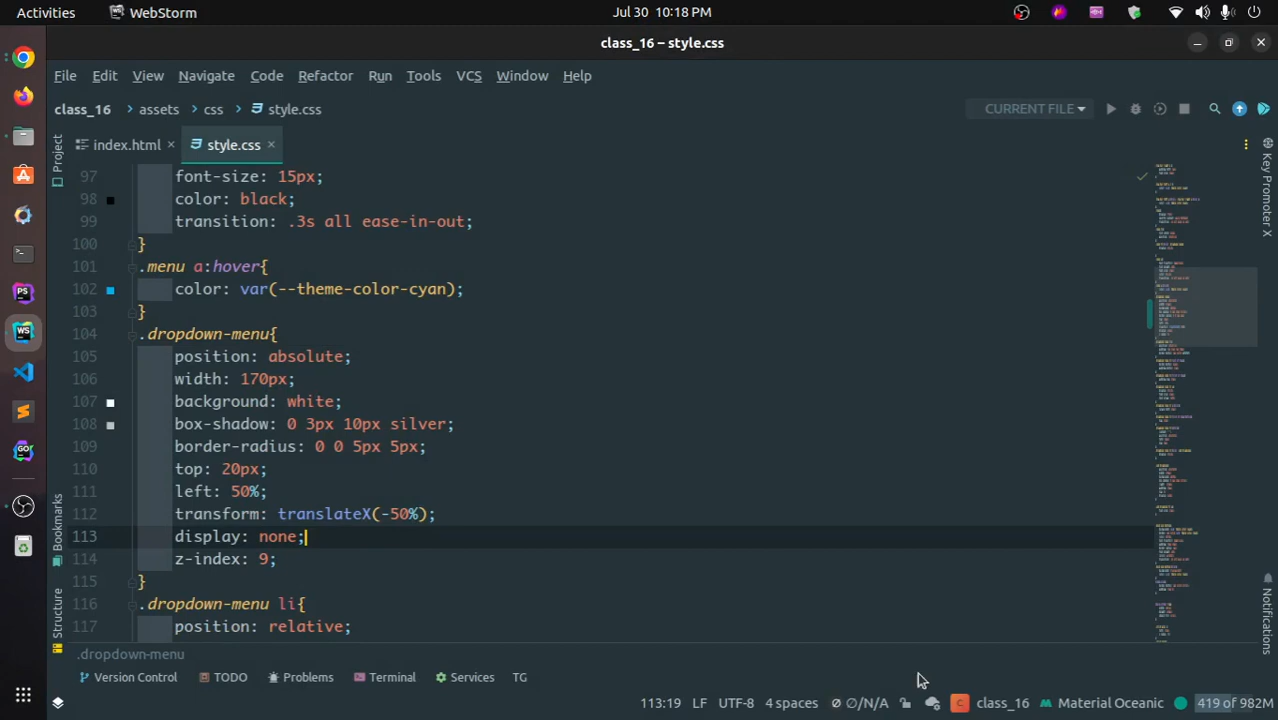 Activities WebStorm Jul 30 10:18 PM
class_16 – style.css
File Edit View Navigate Code Refactor Run Tools VCS Window Help
class_16 assets css style.css CURRENT FILE
index.html style.css
Project
Key Promoter X
97 font-size: 15px;
98 color: black;
99 transition: .3s all ease-in-out;
100 }
101 .menu a:hover{
102 color: var(--theme-color-cyan);
103 }
104 .dropdown-menu{
105 position: absolute;
106 width: 170px;
107 background: white;
108 box-shadow: 0 3px 10px silver;
109 border-radius: 0 0 5px 5px;
110 top: 20px;
111 left: 50%;
112 transform: translateX(-50%);
113 display: none;
114 z-index: 9;
115 }
116 .dropdown-menu li{
117 position: relative;
Bookmarks
Structure
Notifications
.dropdown-menu
Version Control TODO Problems Terminal Services TG
113:19 LF UTF-8 4 spaces ∅/N/A C class_16 Material Oceanic 419 of 982M